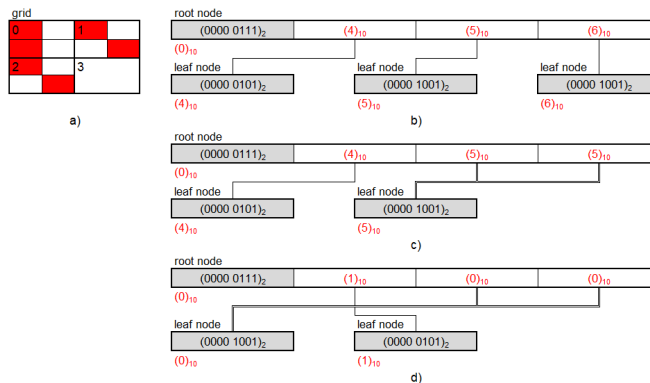 grid
0 1
2 3
a)
root node
(0000 0111)₂ (4)₁₀ (5)₁₀ (6)₁₀
(0)₁₀
leaf node leaf node leaf node
(0000 0101)₂ (0000 1001)₂ (0000 1001)₂
(4)₁₀ (5)₁₀ (6)₁₀
b)
root node
(0000 0111)₂ (4)₁₀ (5)₁₀ (5)₁₀
(0)₁₀
leaf node leaf node
(0000 0101)₂ (0000 1001)₂
(4)₁₀ (5)₁₀
c)
root node
(0000 0111)₂ (1)₁₀ (0)₁₀ (0)₁₀
(0)₁₀
leaf node leaf node
(0000 1001)₂ (0000 0101)₂
(0)₁₀ (1)₁₀
d)